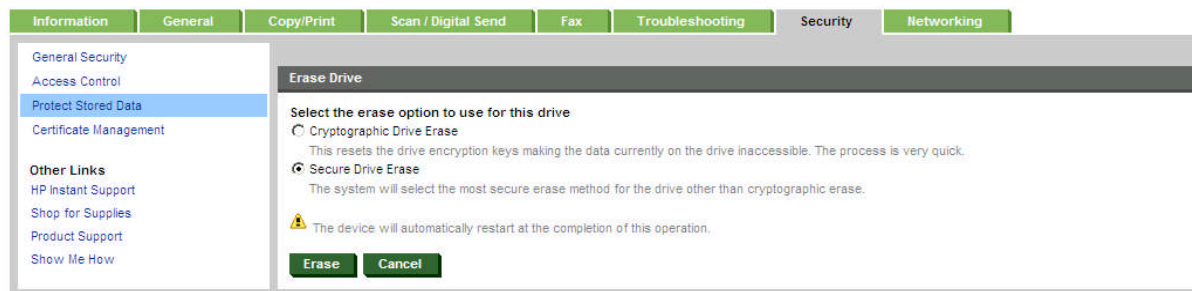 Information General Copy/Print Scan / Digital Send Fax Troubleshooting Security Networking
General Security
Access Control
Protect Stored Data
Certificate Management
Other Links
HP Instant Support
Shop for Supplies
Product Support
Show Me How
Erase Drive
Select the erase option to use for this drive
Cryptographic Drive Erase
This resets the drive encryption keys making the data currently on the drive inaccessible. The process is very quick.
Secure Drive Erase
The system will select the most secure erase method for the drive other than cryptographic erase.
The device will automatically restart at the completion of this operation.
Erase Cancel